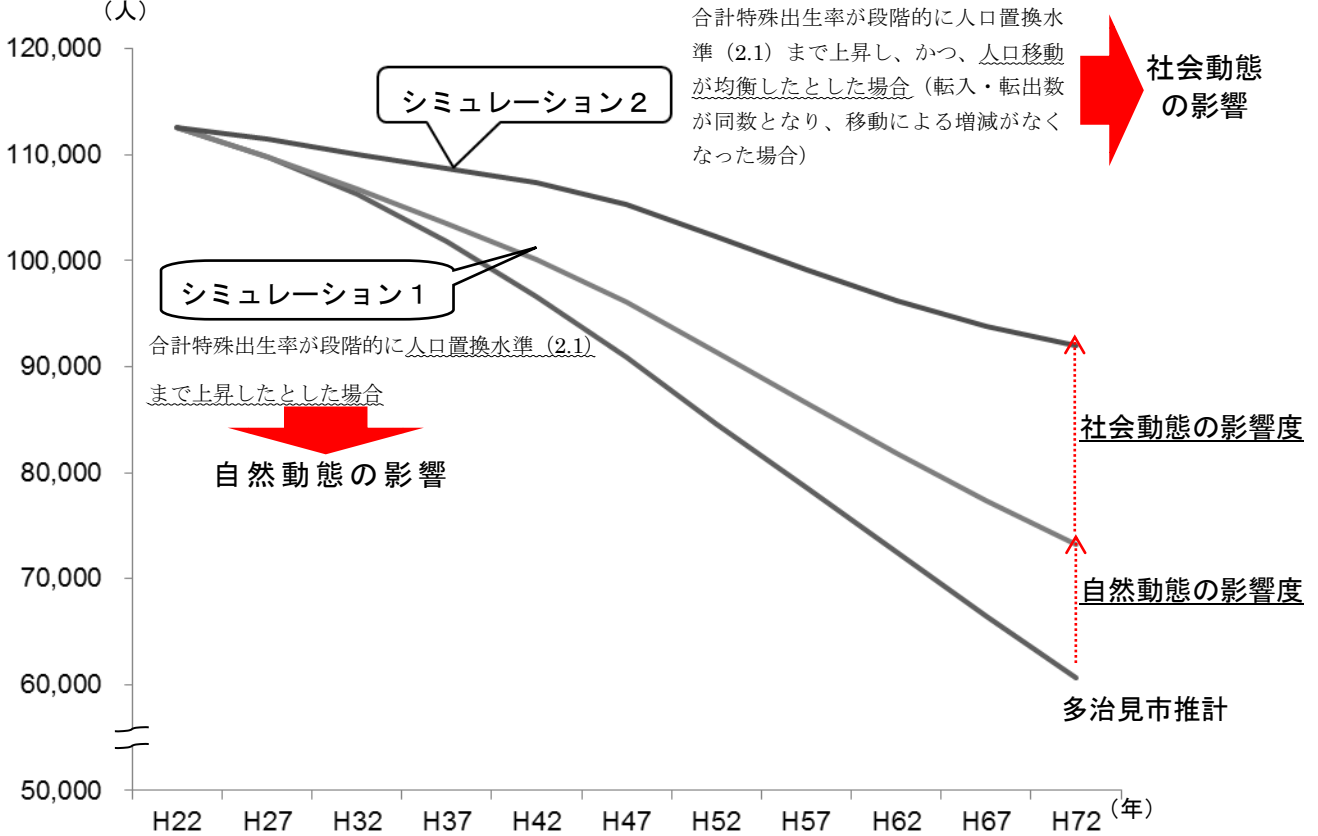 （人）
120,000
110,000
100,000
90,000
80,000
70,000
60,000
50,000
シミュレーション２
合計特殊出生率が段階的に人口置換水
準（2.1）まで上昇し、かつ、人口移動
が均衡したとした場合（転入・転出数
が同数となり、移動による増減がなく
なった場合）
社会動態
の影響
シミュレーション１
合計特殊出生率が段階的に人口置換水準（2.1）
まで上昇したとした場合
自然動態の影響
社会動態の影響度
自然動態の影響度
多治見市推計
H22 H27 H32 H37 H42 H47 H52 H57 H62 H67 H72 （年）